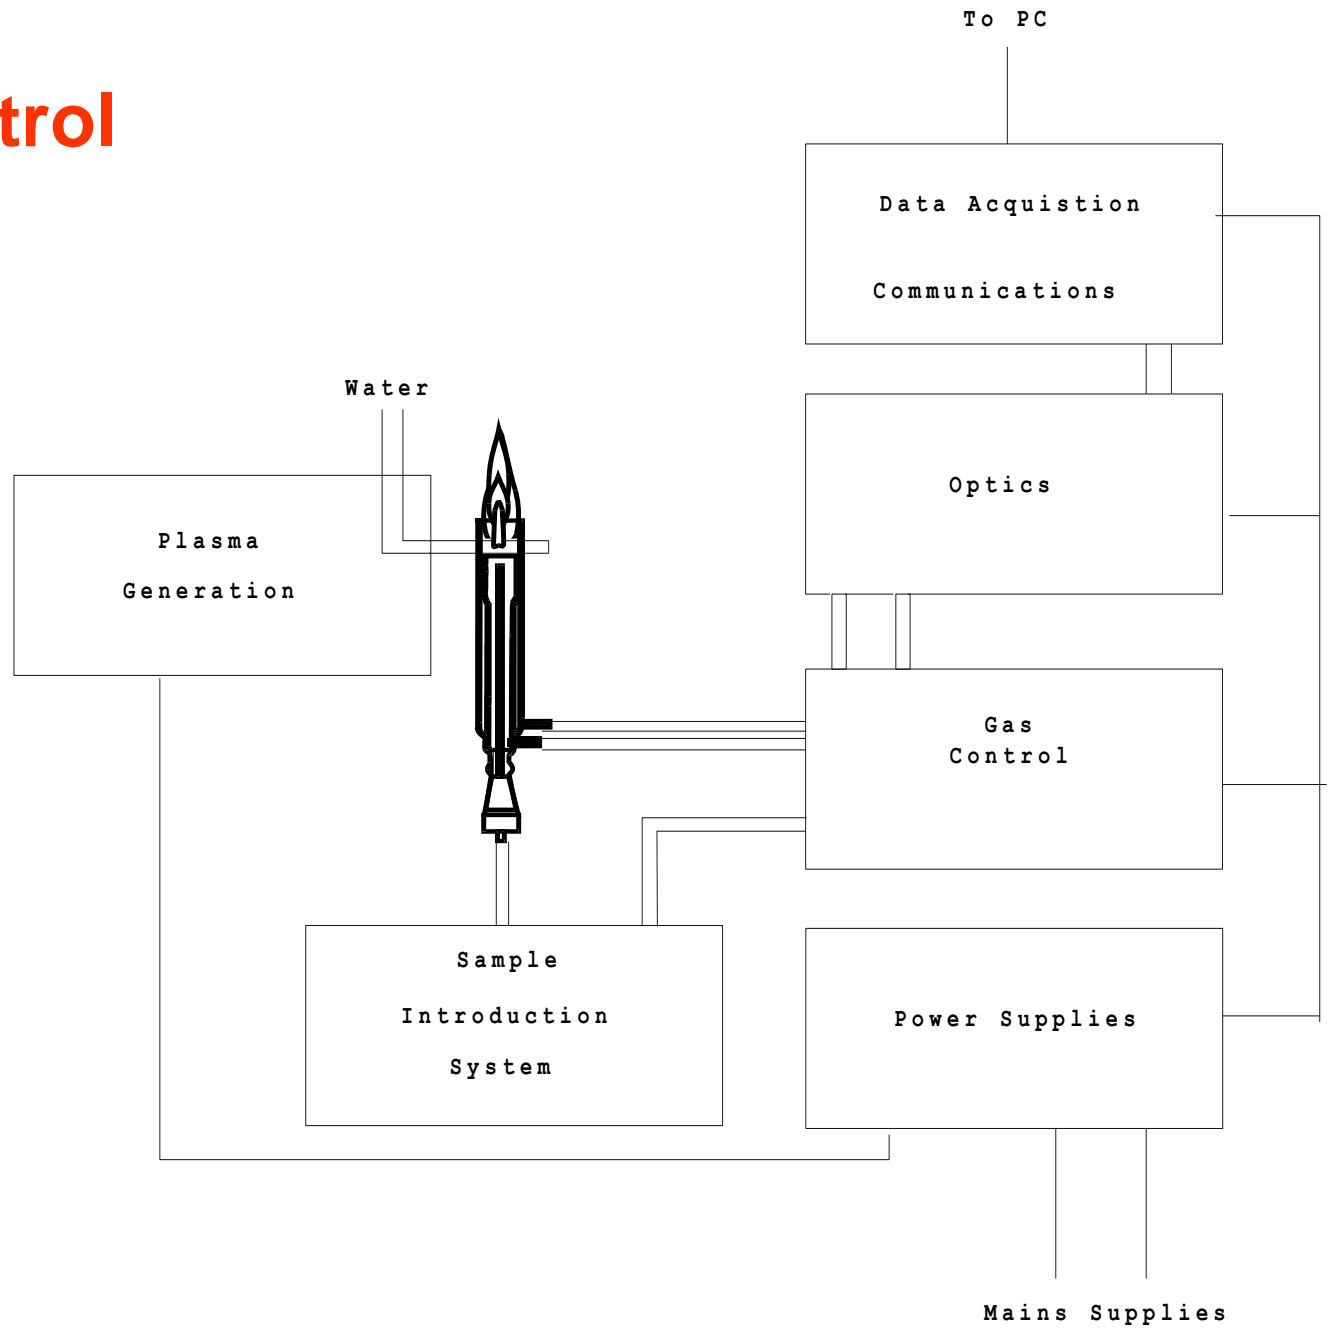 To PC
trol
Data Acquistion
Communications
Water
Optics
Plasma
Generation
Gas
Control
Sample
Introduction
System
Power Supplies
Mains Supplies